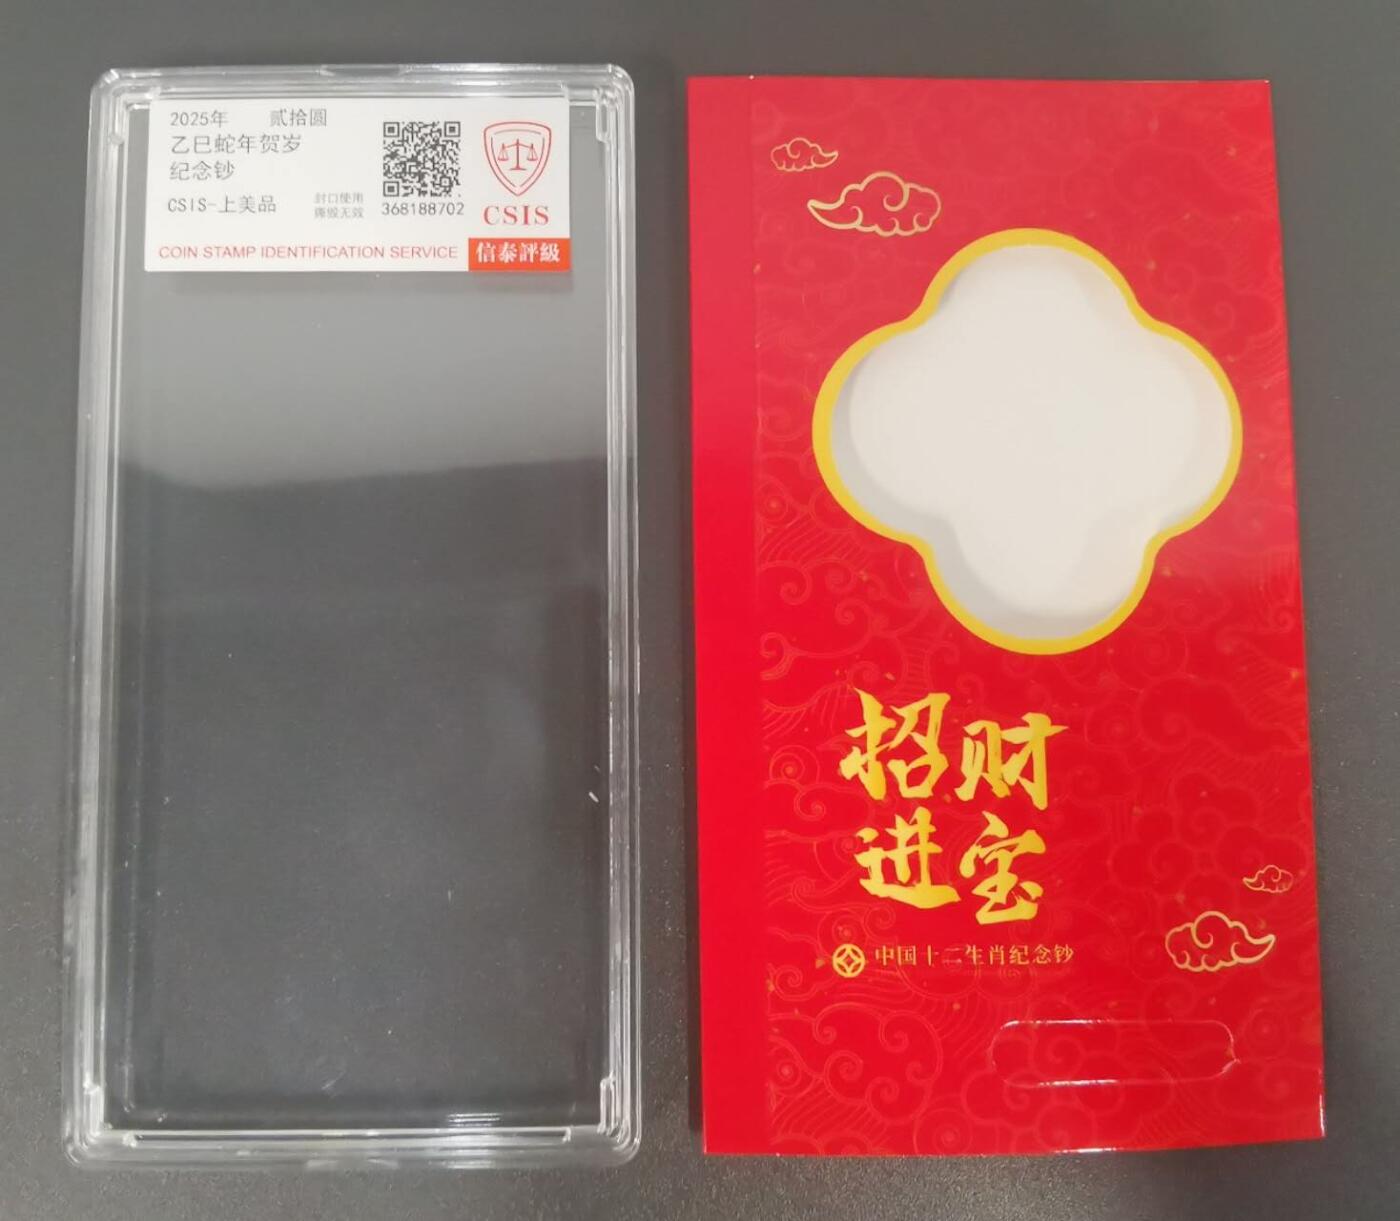 2025年 贰拾圆
乙巳蛇年贺岁
纪念钞
CSIS-上美品
封口使用
撕毁无效
368188702
CSIS
COIN STAMP IDENTIFICATION SERVICE
信泰評級
招财
进宝
中国十二生肖纪念钞